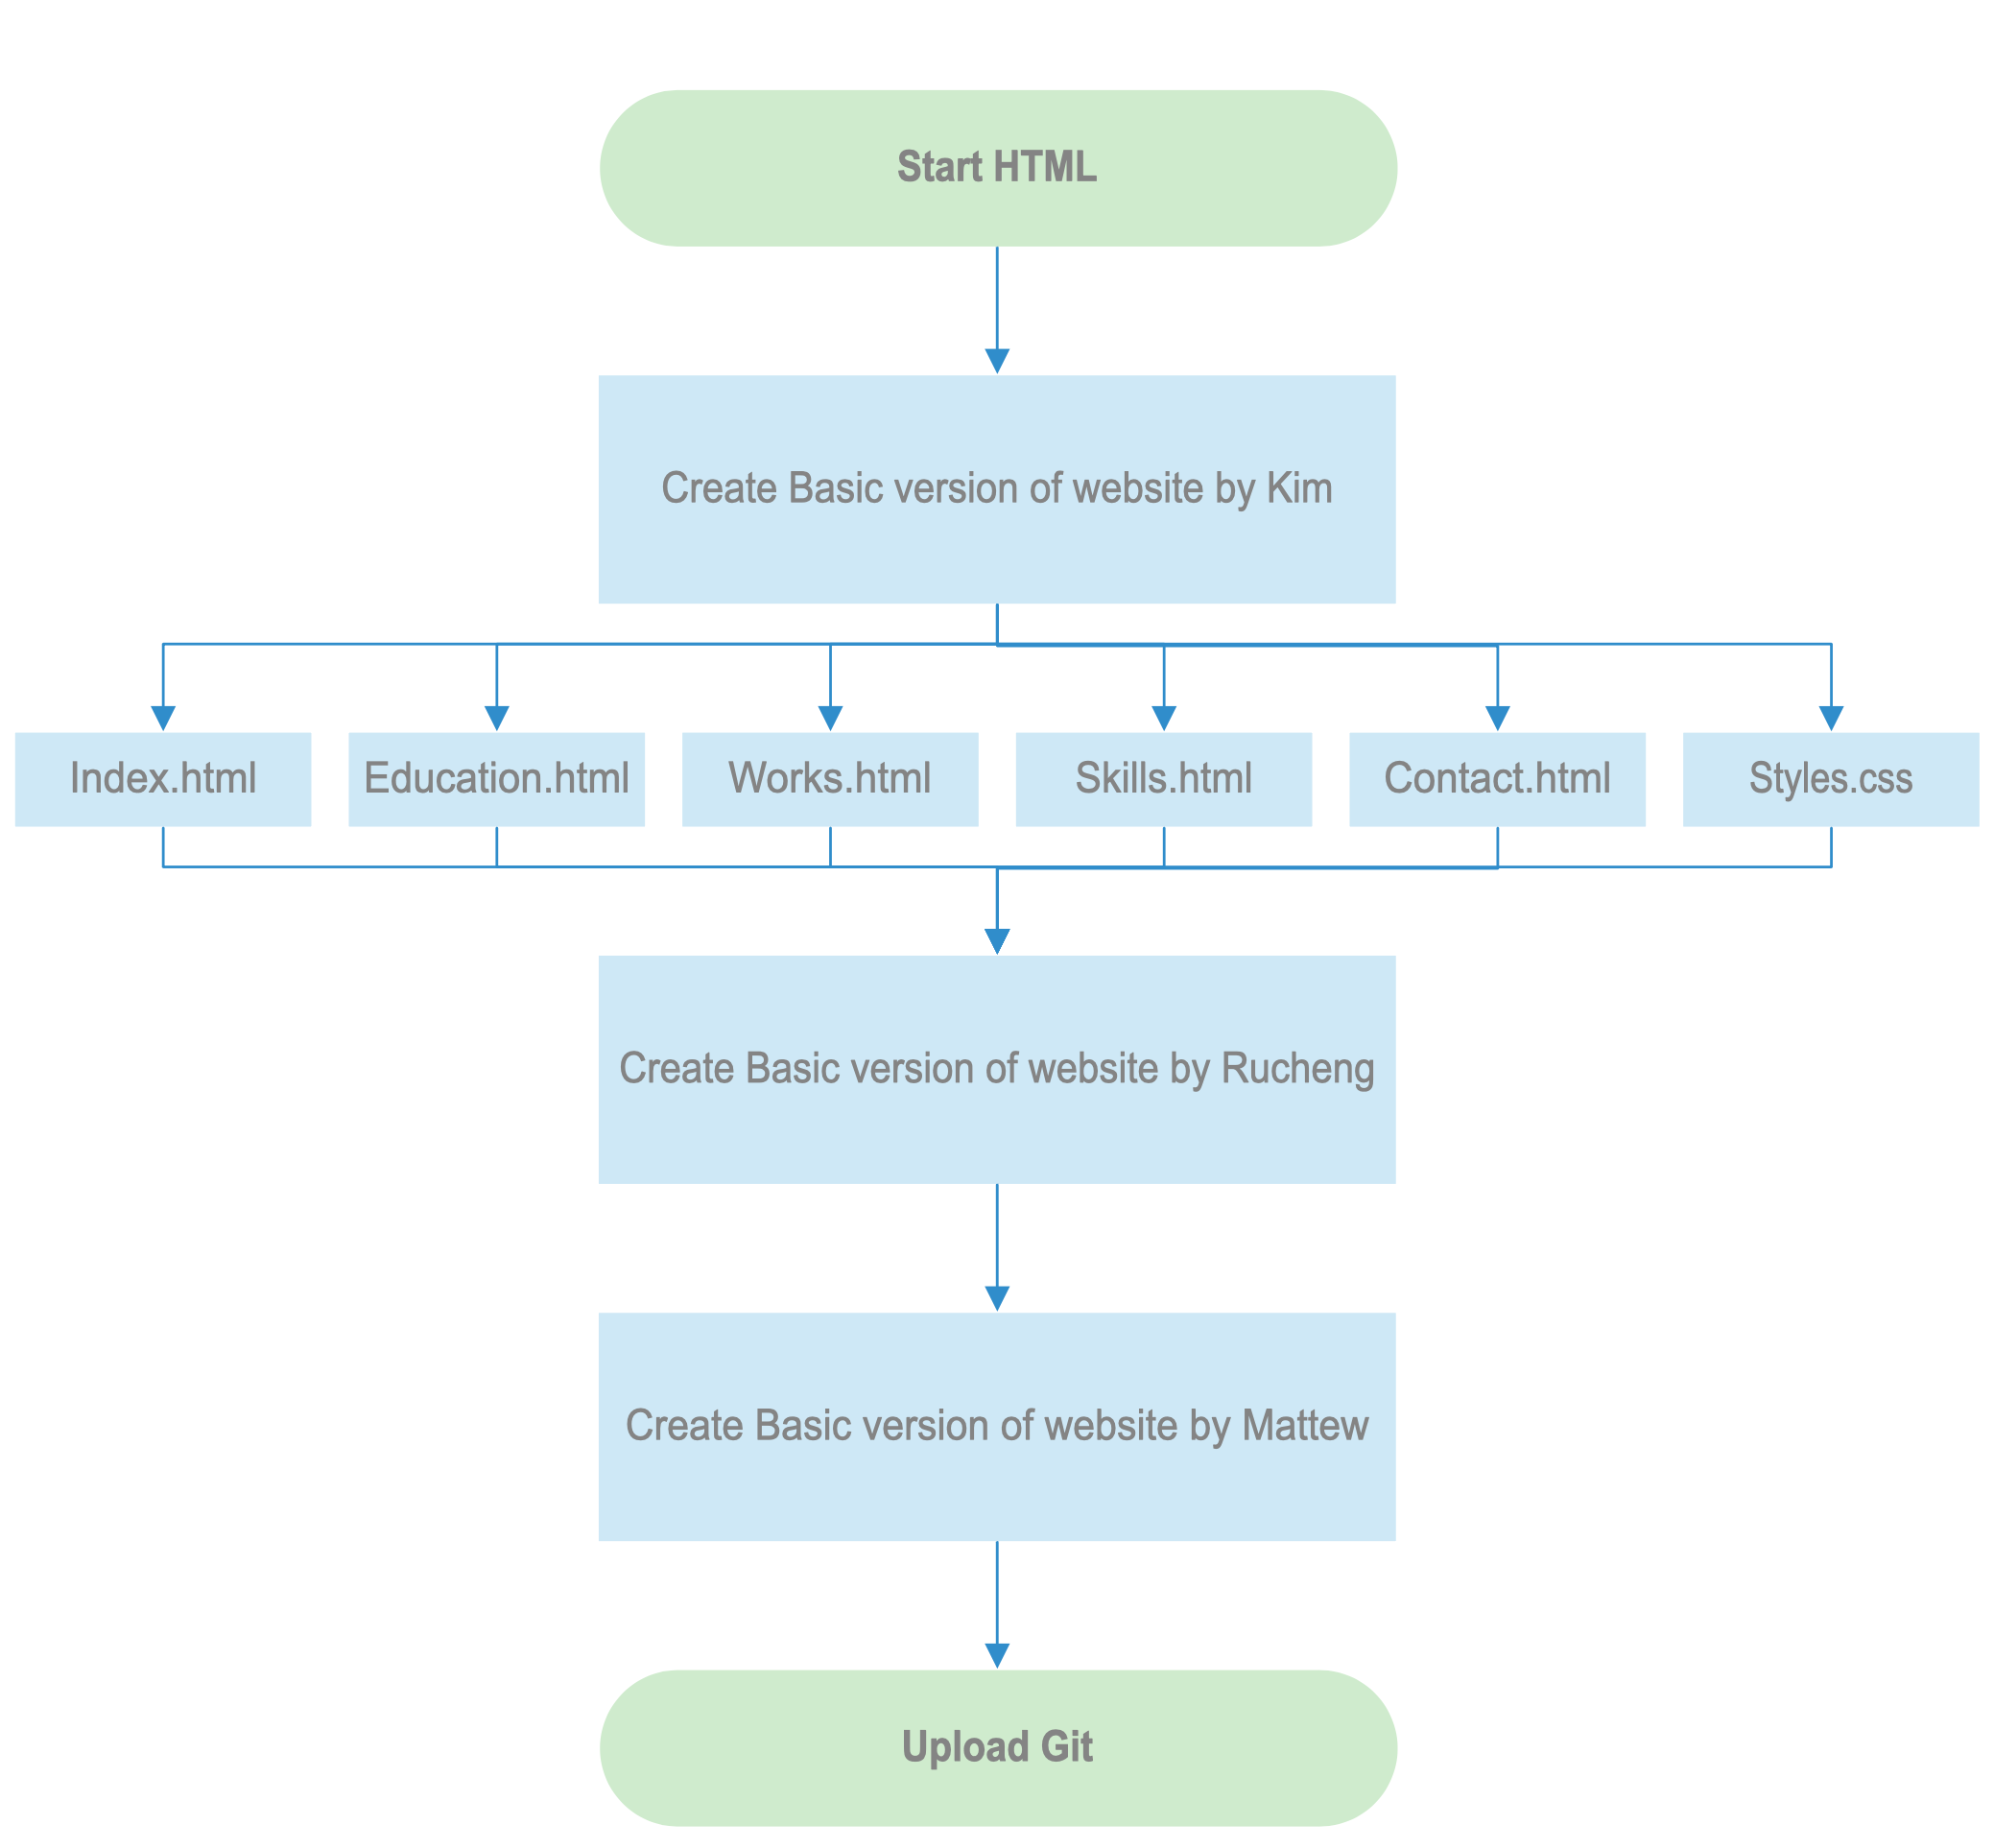 Start HTML
Create Basic version of website by Kim
Index.html
Education.hml
Works.html
Skills.html
Contact.html
Styles.css
Create Basic version of website by Rucheng
Create Basic version of website by Mattew
Upload Git